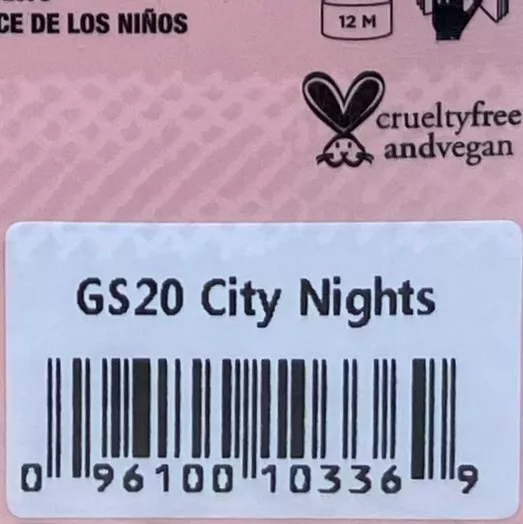 CE DE LOS NIÑOS
12 M
crueltyfree
andvegan
GS20 City Nights
0 96100 10336 9